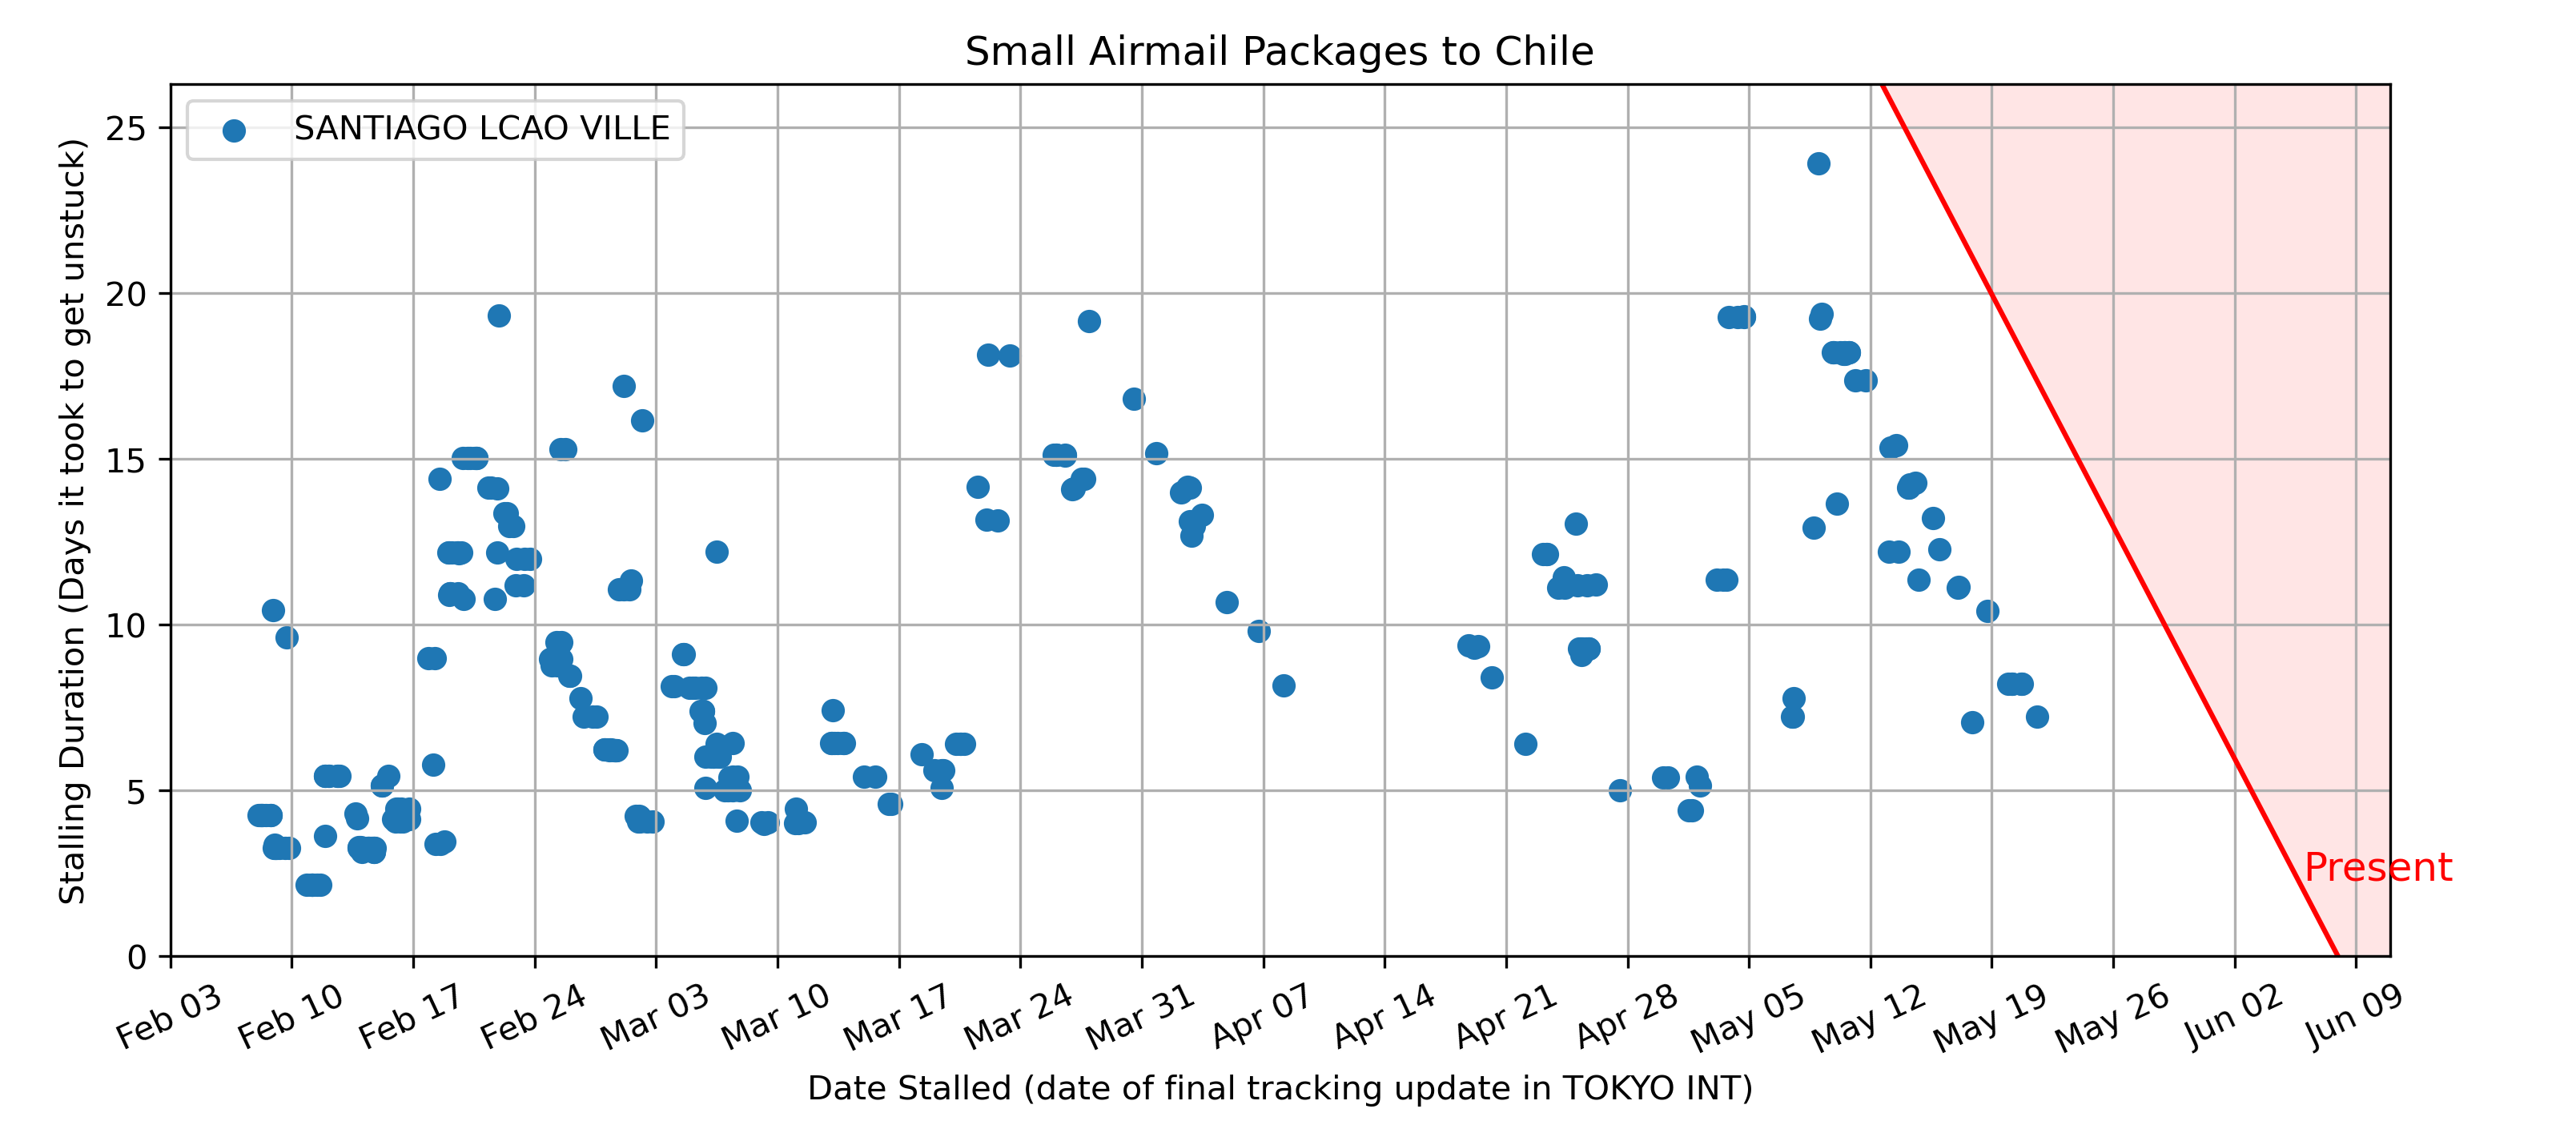 Small Airmail Packages to Chile
SANTIAGO LCAO VILLE
Stalling Duration (Days it took to get unstuck)
25
20
15
10
5
0
Present
Feb 03
Feb 10
Feb 17
Feb 24
Mar 03
Mar 10
Mar 17
Mar 24
Mar 31
Apr 07
Apr 14
Apr 21
Apr 28
May 05
May 12
May 19
May 26
Jun 02
Jun 09
Date Stalled (date of final tracking update in TOKYO INT)